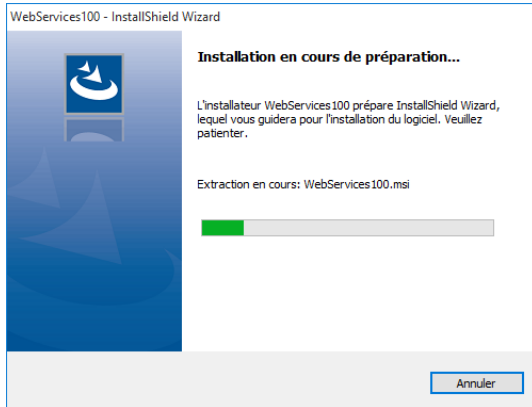 WebServices100 - InstallShield Wizard
Installation en cours de préparation...
L'installateur WebServices100 prépare InstallShield Wizard,
lequel vous guidera pour l'installation du logiciel. Veuillez
patienter.
Extraction en cours: WebServices100.msi
Annuler